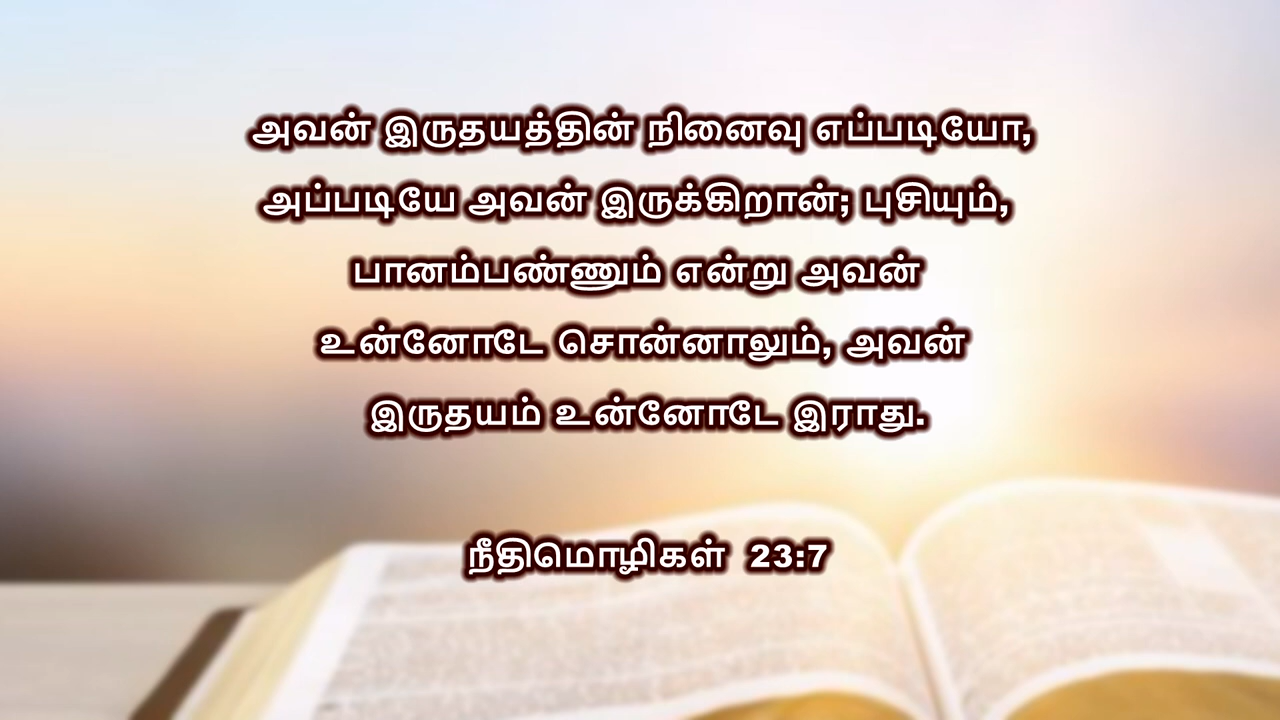 அவன் இருதயத்தின் நினைவு எப்படியோ,
அப்படியே அவன் இருக்கிறான்; புசியும்,
பானம்பண்ணும் என்று அவன்
உன்னோடே சொன்னாலும், அவன்
இருதயம் உன்னோடே இராது.
நீதிமொழிகள் 23:7